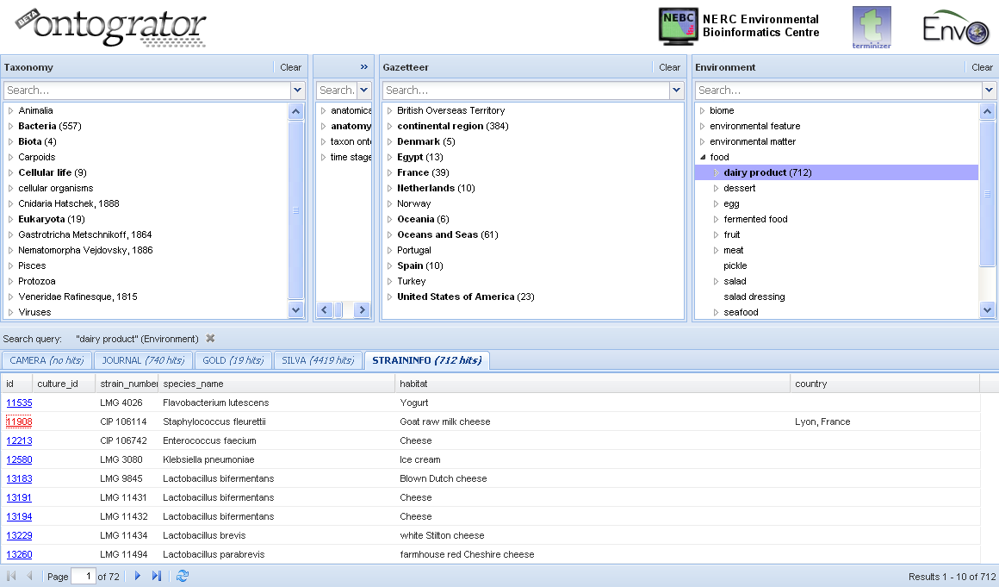 BETA ontogrator
NEBC NERC Environmental Bioinformatics Centre
t terminizer
EnvO
Taxonomy Clear
Search...
Animalia
Bacteria (557)
Biota (4)
Carpoids
Cellular life (9)
cellular organisms
Cnidaria Hatschek, 1888
Eukaryota (19)
Gastrotricha Metschnikoff, 1864
Nematomorpha Vejdovsky, 1886
Pisces
Protozoa
Veneridae Rafinesque, 1815
Viruses
»
Search.
anatomica
anatomy
taxon onto
time stage
Gazetteer Clear
Search...
British Overseas Territory
continental region (384)
Denmark (5)
Egypt (13)
France (39)
Netherlands (10)
Norway
Oceania (6)
Oceans and Seas (61)
Portugal
Spain (10)
Turkey
United States of America (23)
Environment Clear
Search...
biome
environmental feature
environmental matter
food
dairy product (712)
dessert
egg
fermented food
fruit
meat
pickle
salad
salad dressing
seafood
Search query: "dairy product" (Environment)
CAMERA (no hits) JOURNAL (740 hits) GOLD (19 hits) SILVA (4419 hits) STRAININFO (712 hits)
id culture_id strain_number species_name habitat country
11535 LMG 4026 Flavobacterium lutescens Yogurt
11908 CIP 106114 Staphylococcus fleurettii Goat raw milk cheese Lyon, France
12213 CIP 106742 Enterococcus faecium Cheese
12580 LMG 3080 Klebsiella pneumoniae Ice cream
13183 LMG 9845 Lactobacillus bifermentans Blown Dutch cheese
13191 LMG 11431 Lactobacillus bifermentans Cheese
13194 LMG 11432 Lactobacillus bifermentans Cheese
13229 LMG 11434 Lactobacillus brevis white Stilton cheese
13260 LMG 11494 Lactobacillus parabrevis farmhouse red Cheshire cheese
Page 1 of 72 Results 1 - 10 of 712